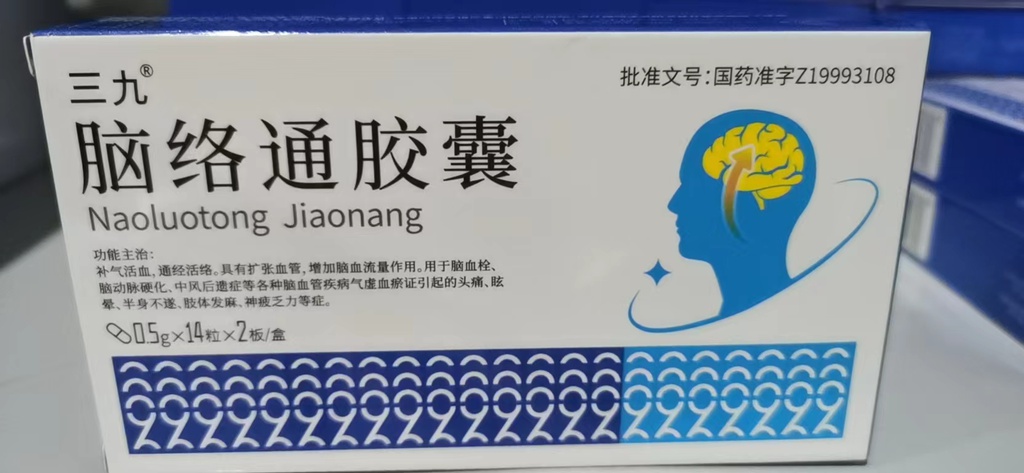 三九®
批准文号：国药准字Z19993108
脑络通胶囊
Naoluotong Jiaonang
功能主治：
补气活血，通经活络。具有扩张血管，增加脑血流量作用。用于脑血栓、
脑动脉硬化、中风后遗症等各种脑血管疾病气虚血瘀证引起的头痛、眩
晕、半身不遂、肢体发麻、神疲乏力等症。
0.5g×14粒×2板/盒